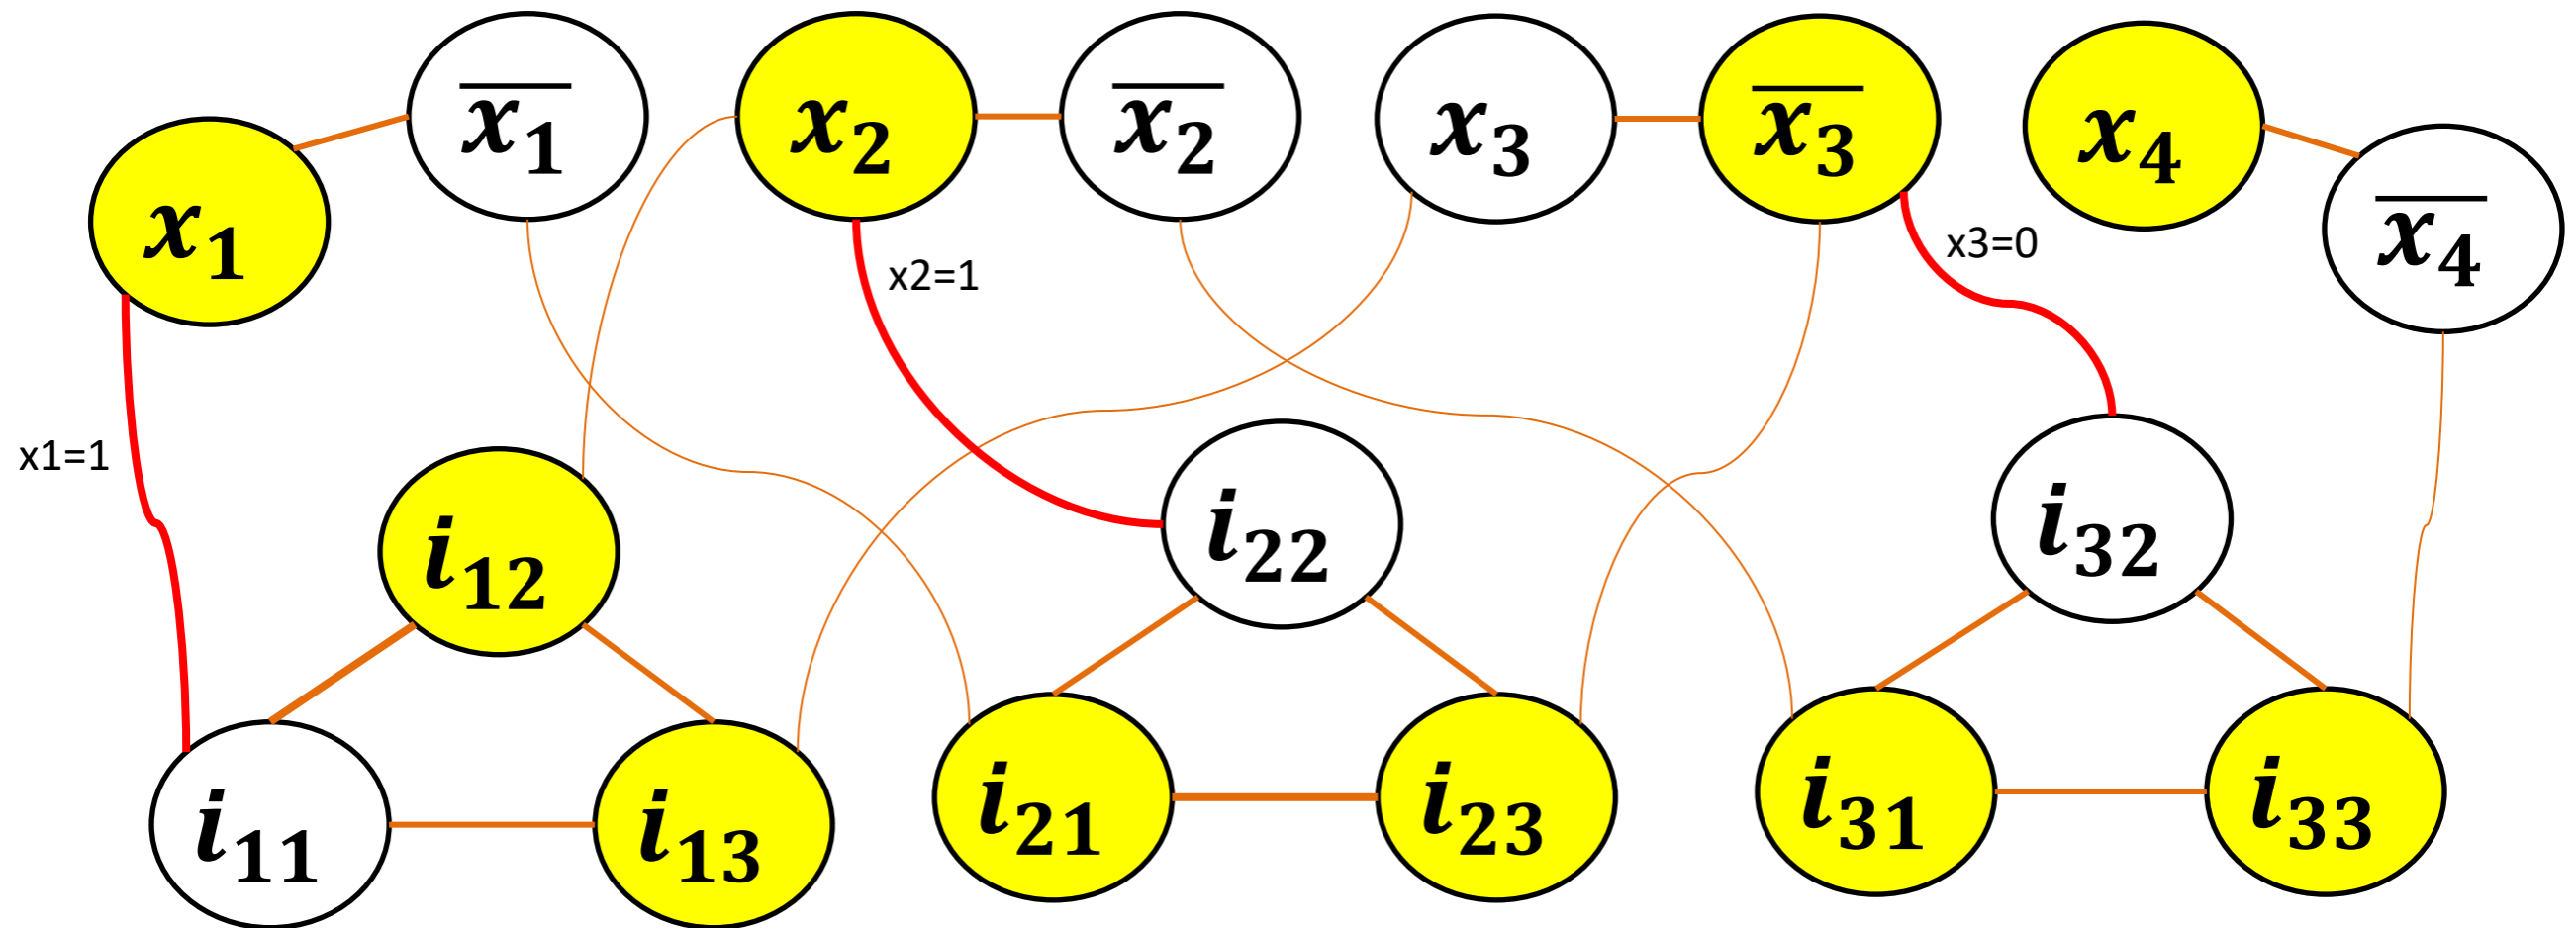 x₁ x̅₁ x₂ x̅₂ x₃ x̅₃ x₄ x̅₄
x2=1 x3=0
x1=1
i₁₂ i₂₂ i₃₂
i₁₁ i₁₃ i₂₁ i₂₃ i₃₁ i₃₃